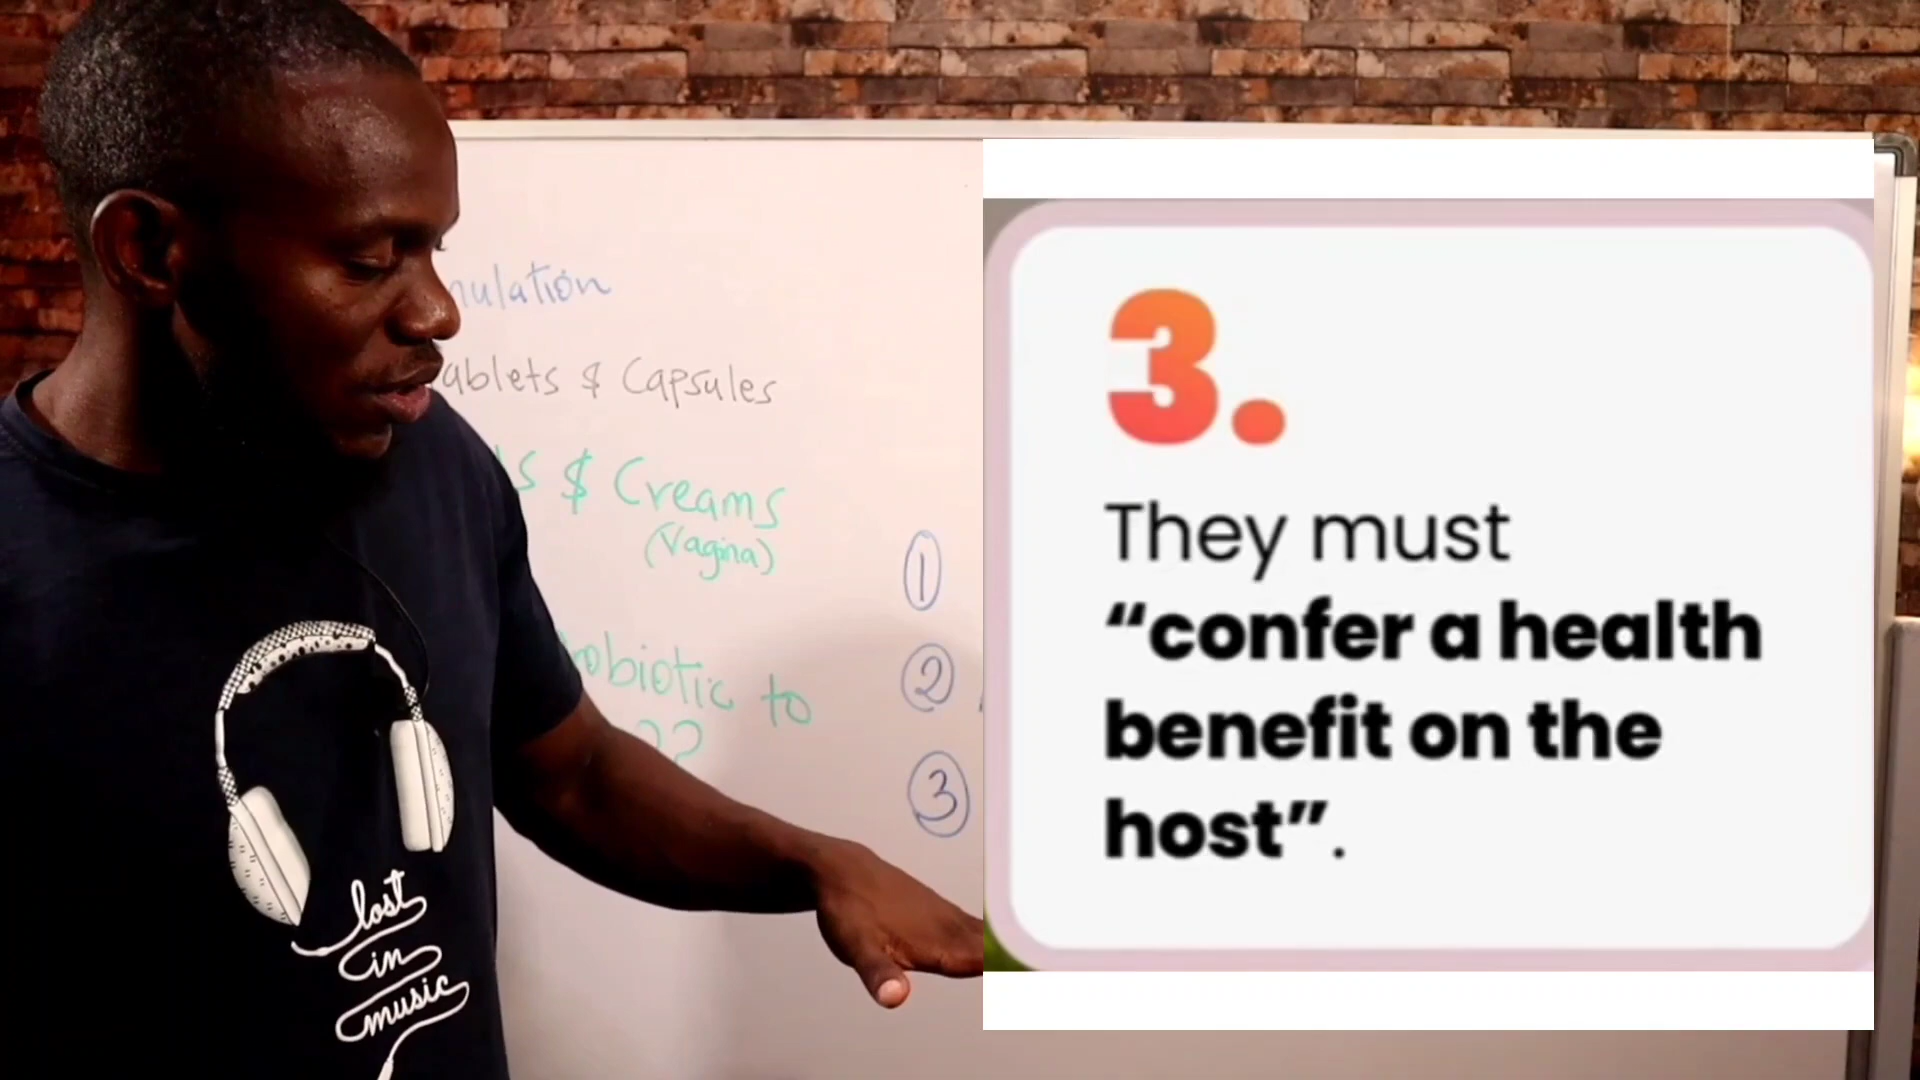 mulation
ablets & Capsules
s & Creams
(Vagina)
obiotic to
??
1
2
3
3.
They must
“confer a health
benefit on the
host”.
lost
in
music